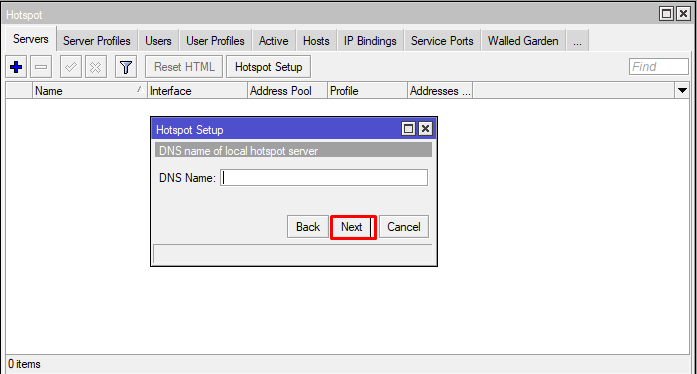 Hotspot
Servers Server Profiles Users User Profiles Active Hosts IP Bindings Service Ports Walled Garden ...
Reset HTML Hotspot Setup Find
Name Interface Address Pool Profile Addresses ...
Hotspot Setup
DNS name of local hotspot server
DNS Name:
Back Next Cancel
0 items